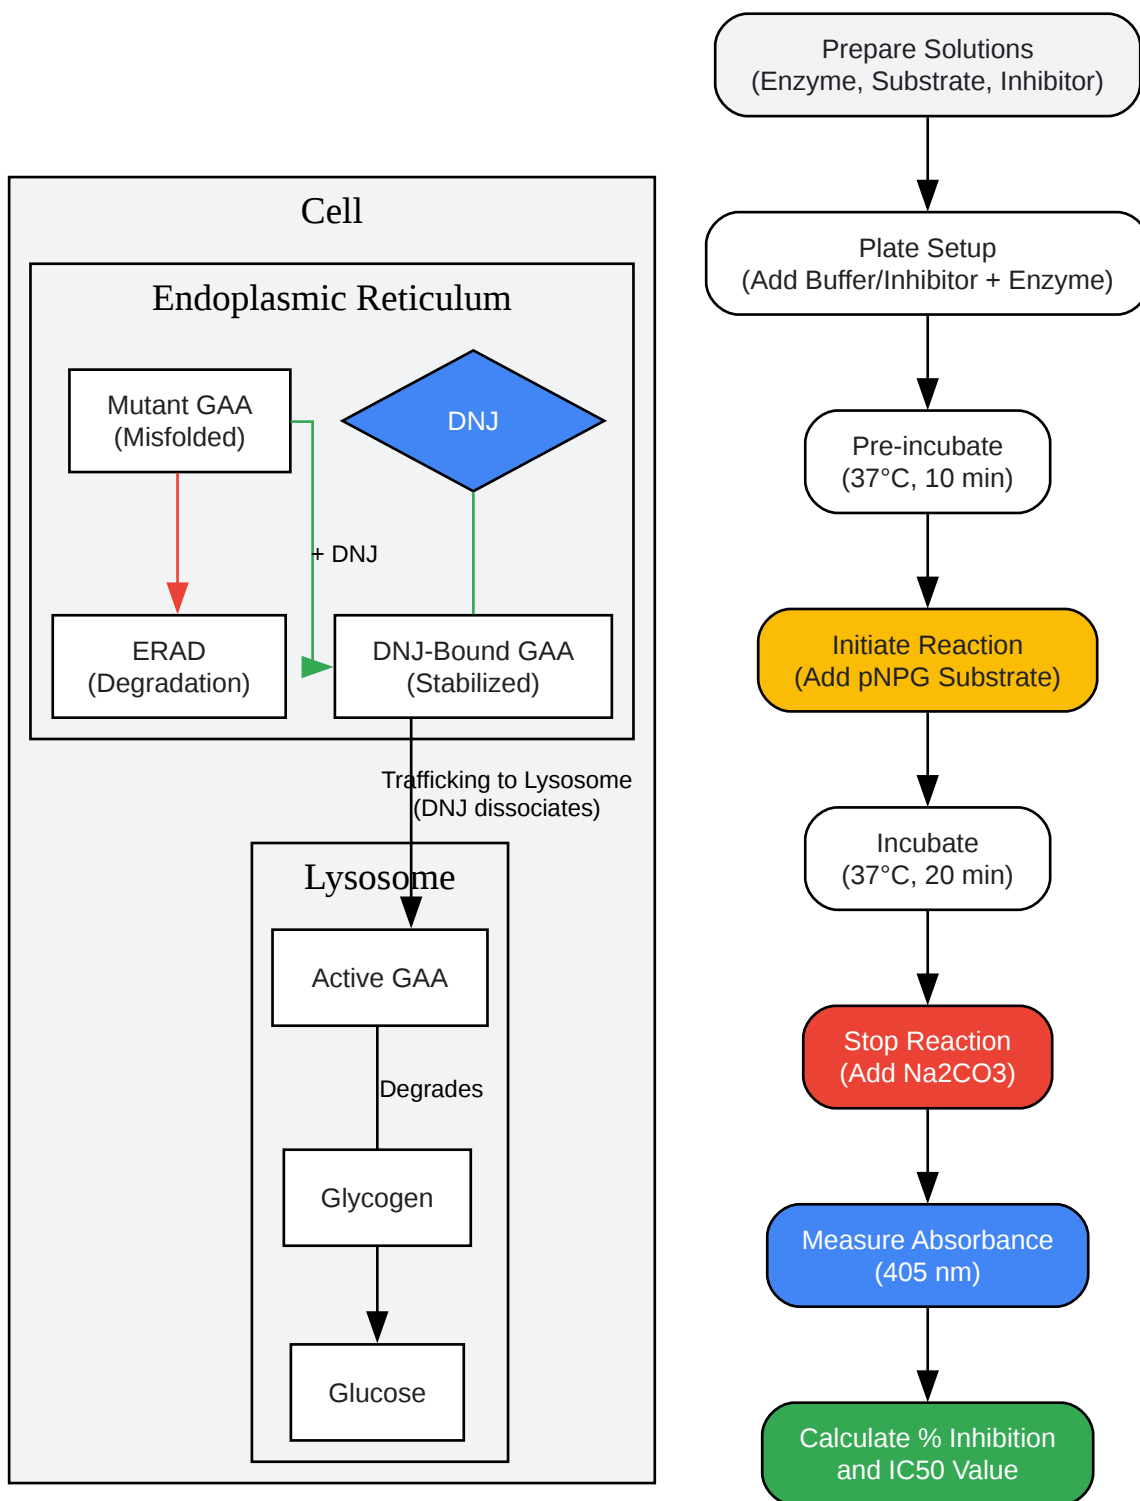 Cell
Endoplasmic Reticulum
Mutant GAA
(Misfolded)
DNJ
+ DNJ
ERAD
(Degradation)
DNJ-Bound GAA
(Stabilized)
Trafficking to Lysosome
(DNJ dissociates)
Lysosome
Active GAA
Degrades
Glycogen
Glucose
Prepare Solutions
(Enzyme, Substrate, Inhibitor)
Plate Setup
(Add Buffer/Inhibitor + Enzyme)
Pre-incubate
(37°C, 10 min)
Initiate Reaction
(Add pNPG Substrate)
Incubate
(37°C, 20 min)
Stop Reaction
(Add Na2CO3)
Measure Absorbance
(405 nm)
Calculate % Inhibition
and IC50 Value